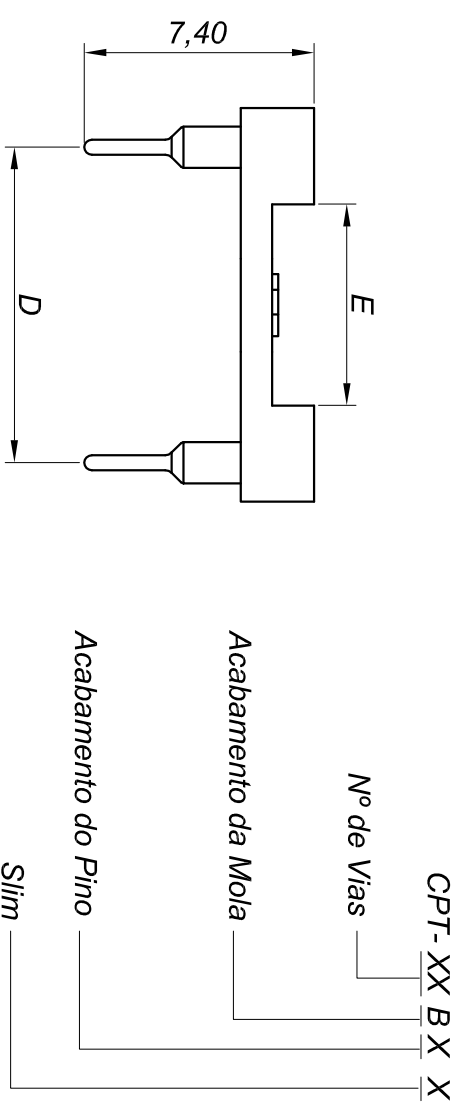 7,40
E
D
CPT- XX B X X
Nº de Vias
Acabamento da Mola
Acabamento do Pino
Slim